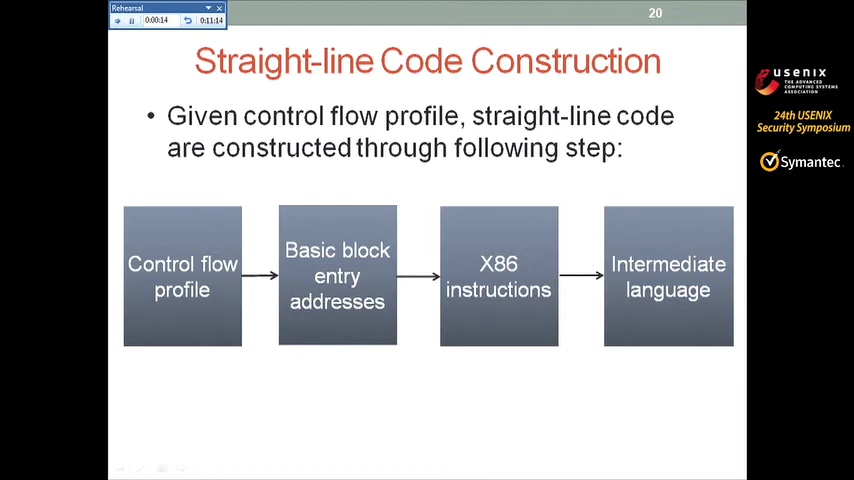 Rehearsal
0:00:14
0:11:14
20
Straight-line Code Construction
• Given control flow profile, straight-line code
are constructed through following step:
Control flow
profile
Basic block
entry
addresses
X86
instructions
Intermediate
language
usenix
THE ADVANCED
COMPUTING SYSTEMS
ASSOCIATION
24th USENIX
Security Symposium
Symantec.